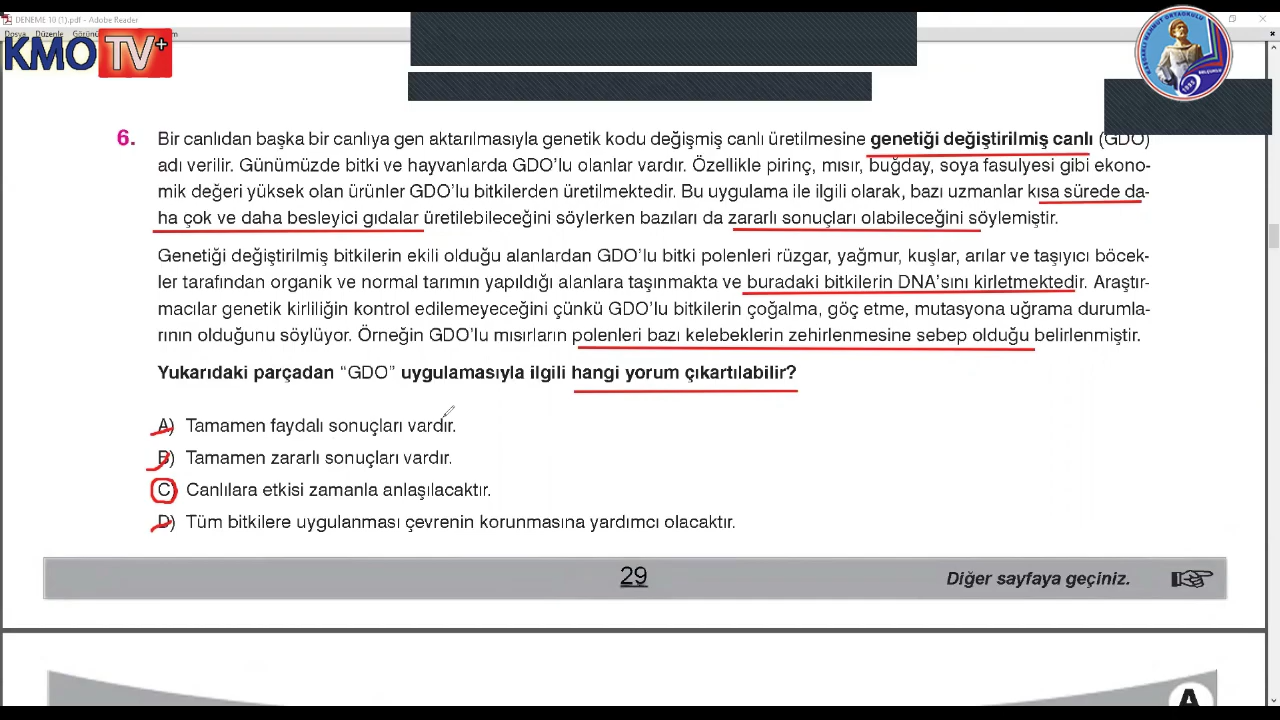 DENEME 10 (1).pdf - Adobe Reader
Dosya Düzenle
KMO TV+
6. Bir canlıdan başka bir canlıya gen aktarılmasıyla genetik kodu değişmiş canlı üretilmesine genetiği değiştirilmiş canlı (GDO)
adı verilir. Günümüzde bitki ve hayvanlarda GDO'lu olanlar vardır. Özellikle pirinç, mısır, buğday, soya fasulyesi gibi ekono-
mik değeri yüksek olan ürünler GDO'lu bitkilerden üretilmektedir. Bu uygulama ile ilgili olarak, bazı uzmanlar kısa sürede da-
ha çok ve daha besleyici gıdalar üretilebileceğini söylerken bazıları da zararlı sonuçları olabileceğini söylemiştir.
Genetiği değiştirilmiş bitkilerin ekili olduğu alanlardan GDO'lu bitki polenleri rüzgar, yağmur, kuşlar, arılar ve taşıyıcı böcek-
ler tarafından organik ve normal tarımın yapıldığı alanlara taşınmakta ve buradaki bitkilerin DNA'sını kirletmektedir. Araştır-
macılar genetik kirliliğin kontrol edilemeyeceğini çünkü GDO'lu bitkilerin çoğalma, göç etme, mutasyona uğrama durumla-
rının olduğunu söylüyor. Örneğin GDO'lu mısırların polenleri bazı kelebeklerin zehirlenmesine sebep olduğu belirlenmiştir.
Yukarıdaki parçadan “GDO” uygulamasıyla ilgili hangi yorum çıkartılabilir?
A) Tamamen faydalı sonuçları vardır.
B) Tamamen zararlı sonuçları vardır.
C) Canlılara etkisi zamanla anlaşılacaktır.
D) Tüm bitkilere uygulanması çevrenin korunmasına yardımcı olacaktır.
29
Diğer sayfaya geçiniz.
A